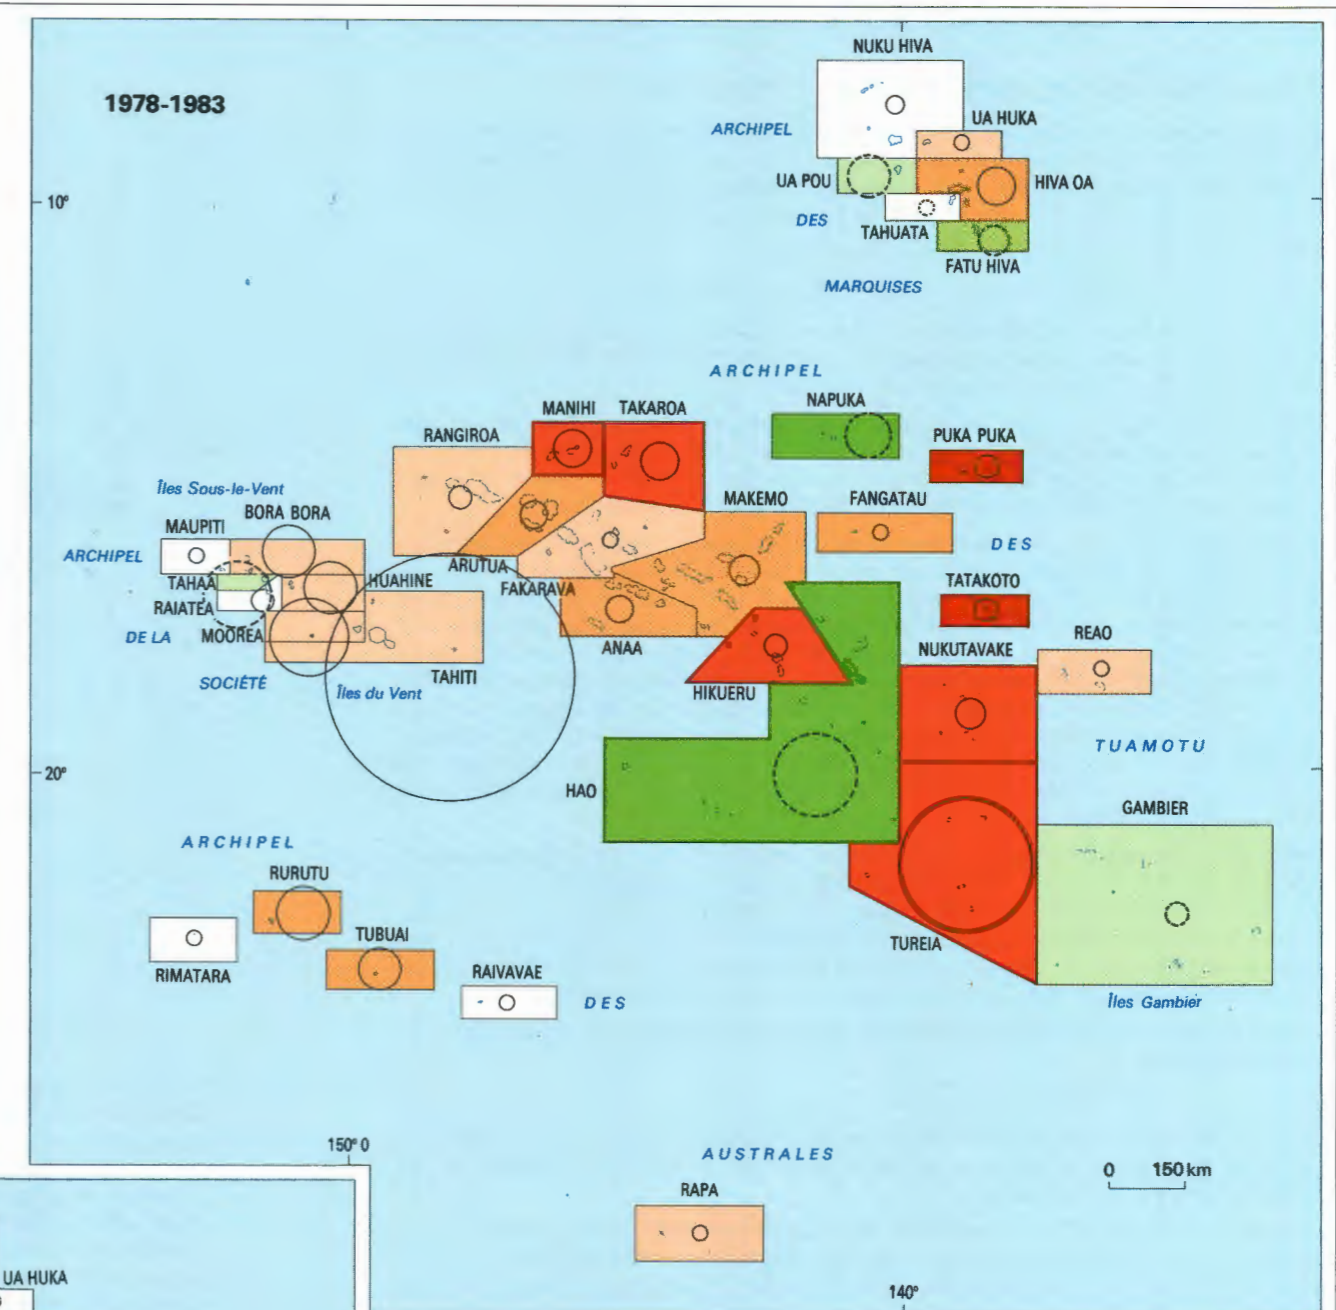 1978-1983
NUKU HIVA
ARCHIPEL
UA HUKA
UA POU
HIVA OA
10°
DES
TAHUATA
FATU HIVA
MARQUISES
ARCHIPEL
NAPUKA
MANIHI
TAKAROA
RANGIROA
PUKA PUKA
Îles Sous-le-Vent
MAKEMO
FANGATAU
BORA BORA
MAUPITI
DES
ARCHIPEL
ARUTUA
TAHAA
HUAHINE
FAKARAVA
TATAKOTO
RAIATEA
MOOREA
DE LA
REAO
ANAA
NUKUTAVAKE
TAHITI
SOCIÉTÉ
Îles du Vent
HIKUERU
TUAMOTU
20°
HAO
GAMBIER
ARCHIPEL
RURUTU
TUBUAI
TUREIA
RIMATARA
RAIVAVAE
DES
Îles Gambier
150° 0
AUSTRALES
0 150 km
RAPA
UA HUKA
140°